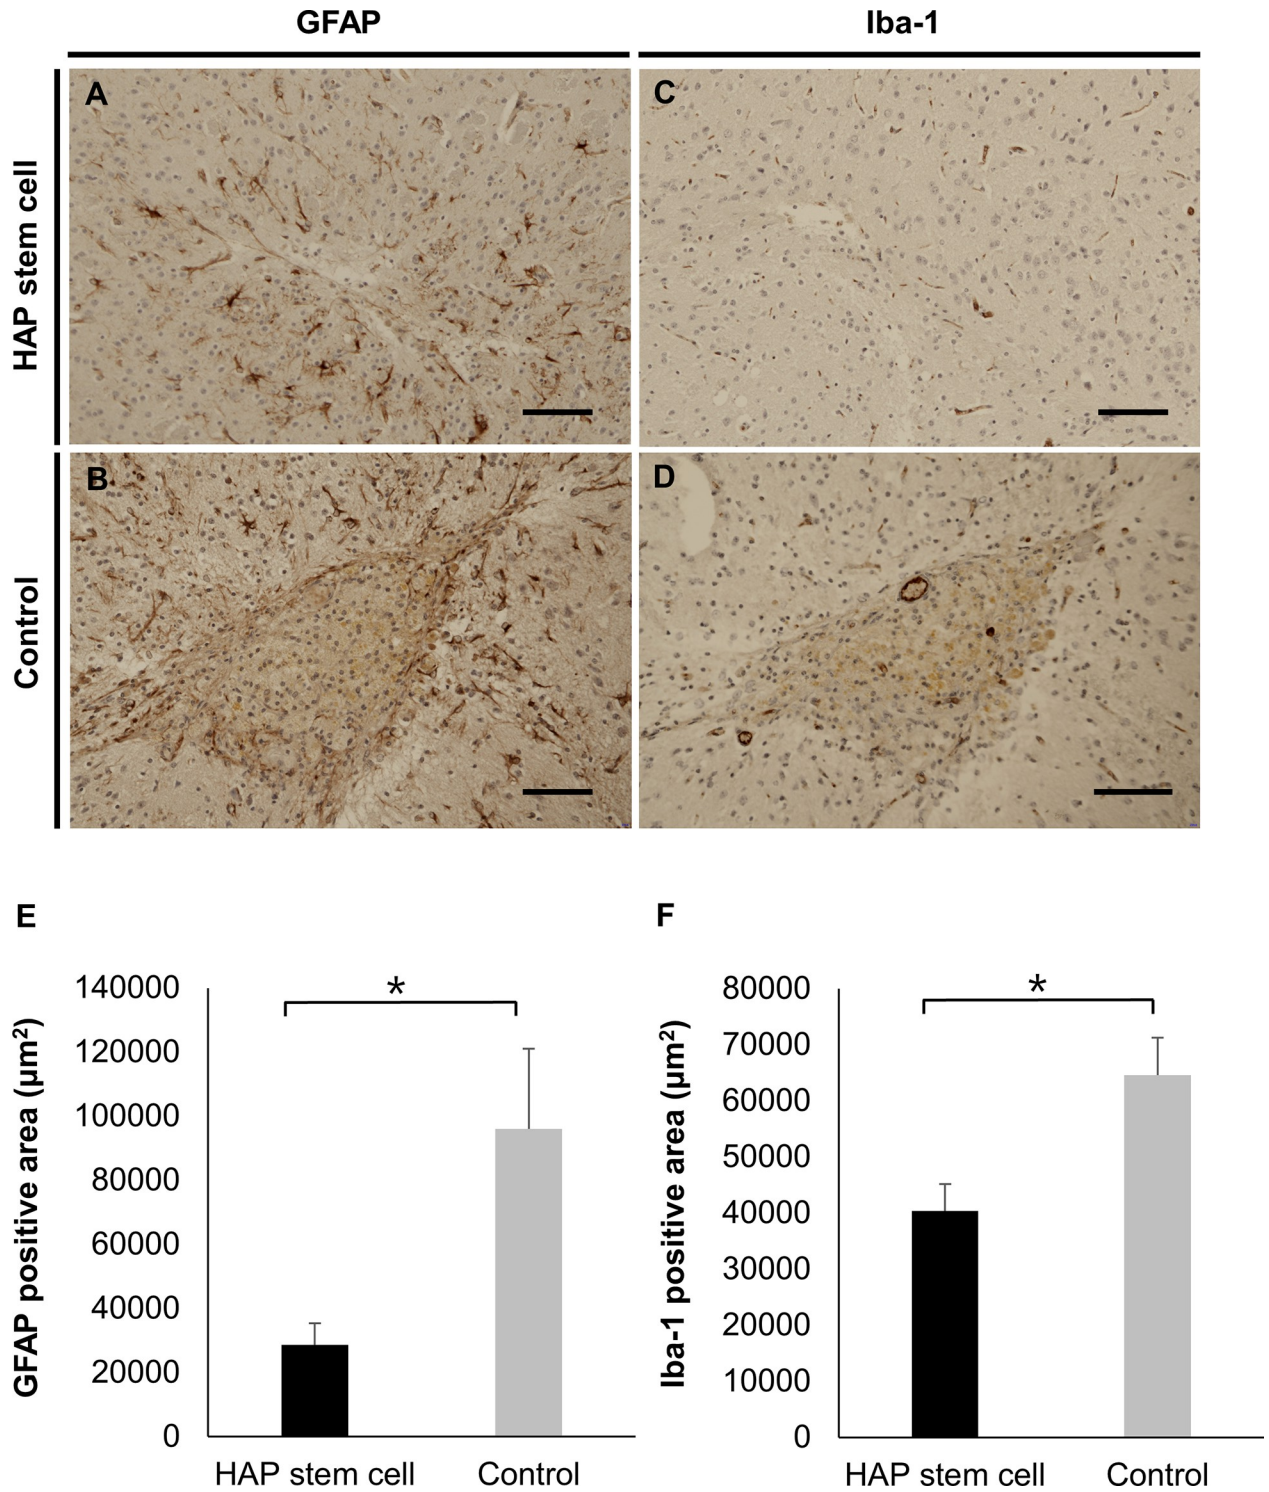 GFAP
Iba-1
HAP stem cell
A
C
Control
B
D
E
F
GFAP positive area (µm²)
140000
120000
100000
80000
60000
40000
20000
0
*
HAP stem cell
Control
Iba-1 positive area (µm²)
80000
70000
60000
50000
40000
30000
20000
10000
0
*
HAP stem cell
Control